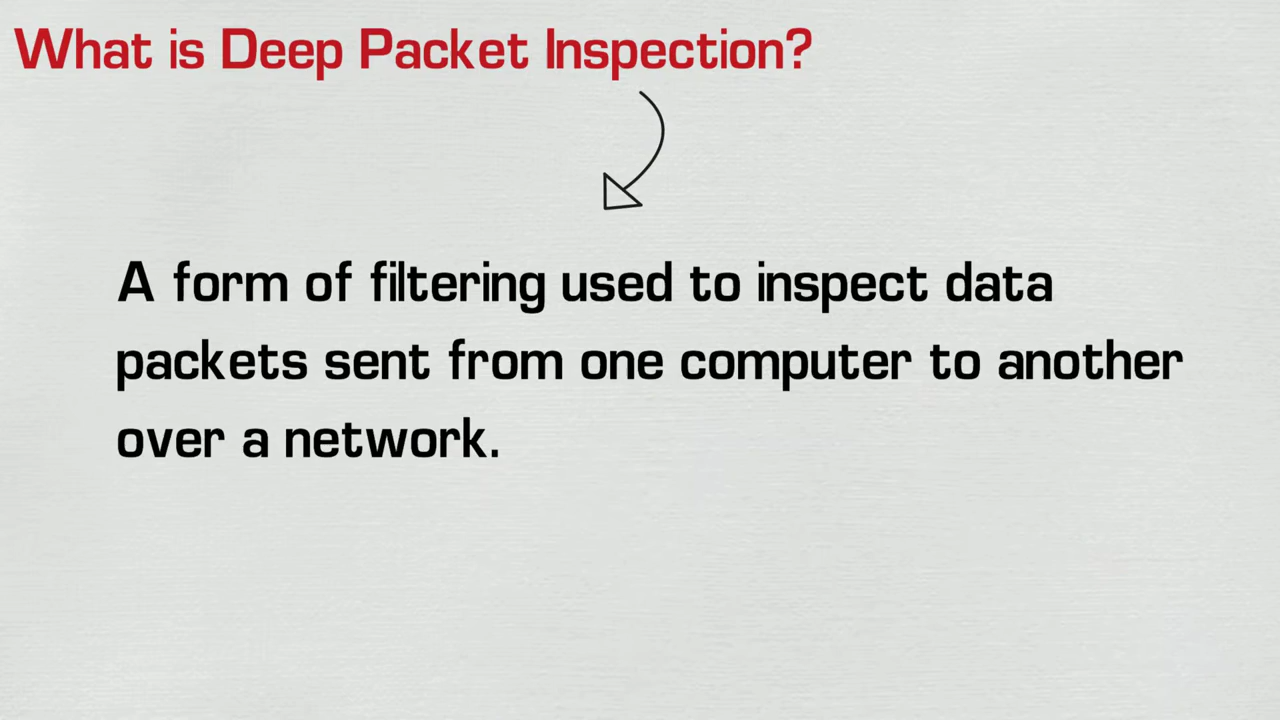 What is Deep Packet Inspection?
A form of filtering used to inspect data
packets sent from one computer to another
over a network.